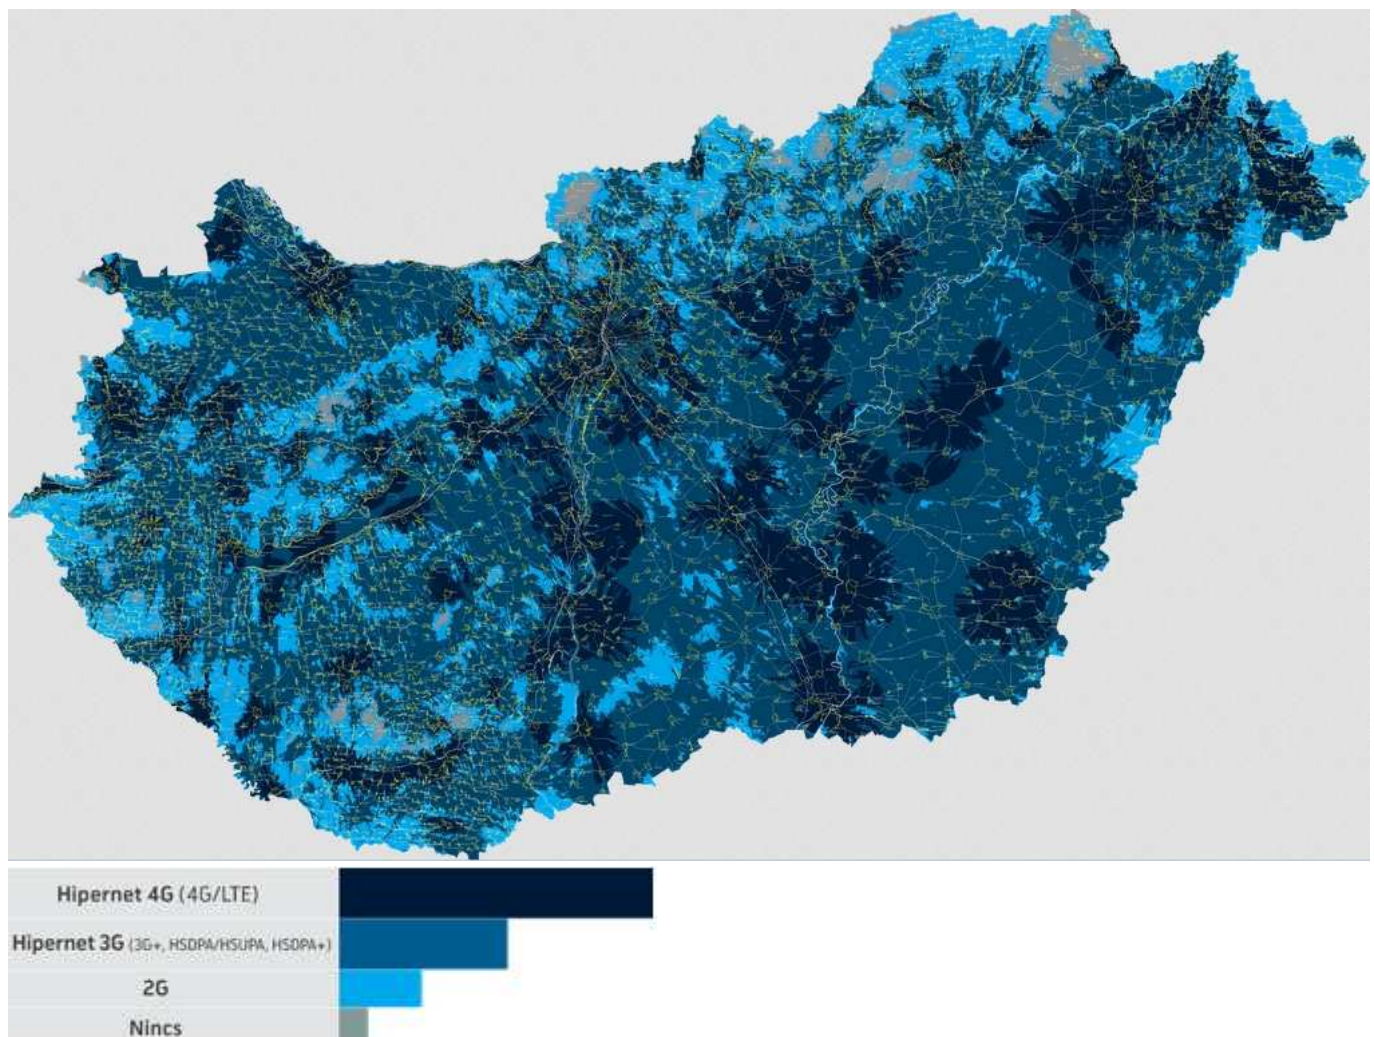 Hipernet 4G (4G/LTE)
Hipernet 3G (3G+, HSDPA/HSUPA, HSDPA+)
2G
Nincs